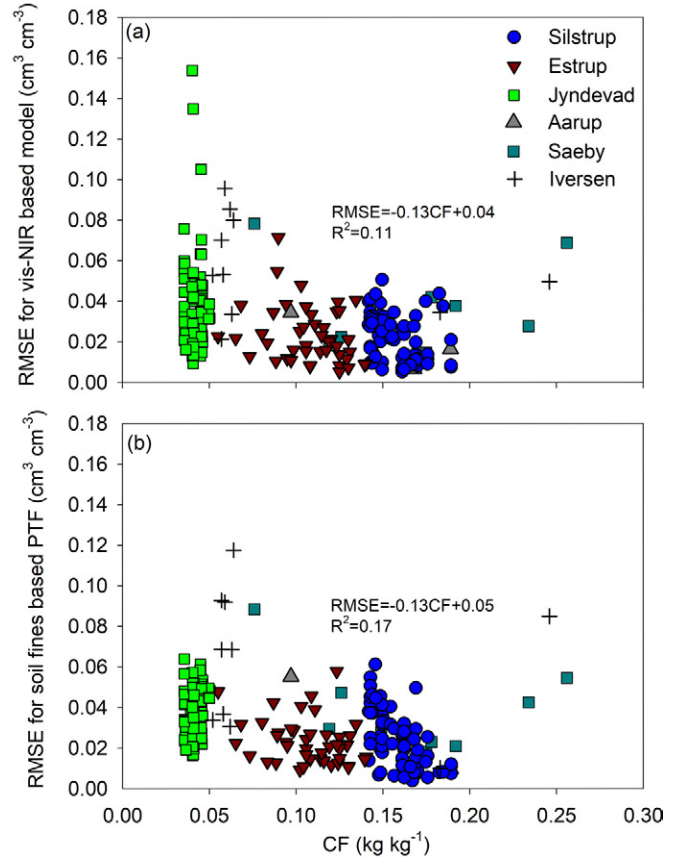 0.18
(a)
0.16
0.14
0.12
0.10
0.08
0.06
0.04
0.02
0.00
RMSE for vis-NIR based model (cm³ cm⁻³)
Silstrup
Estrup
Jyndevad
Aarup
Saeby
Iversen
RMSE=-0.13CF+0.04
R²=0.11
0.18
(b)
0.16
0.14
0.12
0.10
0.08
0.06
0.04
0.02
0.00
RMSE for soil fines based PTF (cm³ cm⁻³)
RMSE=-0.13CF+0.05
R²=0.17
0.00 0.05 0.10 0.15 0.20 0.25 0.30
CF (kg kg⁻¹)